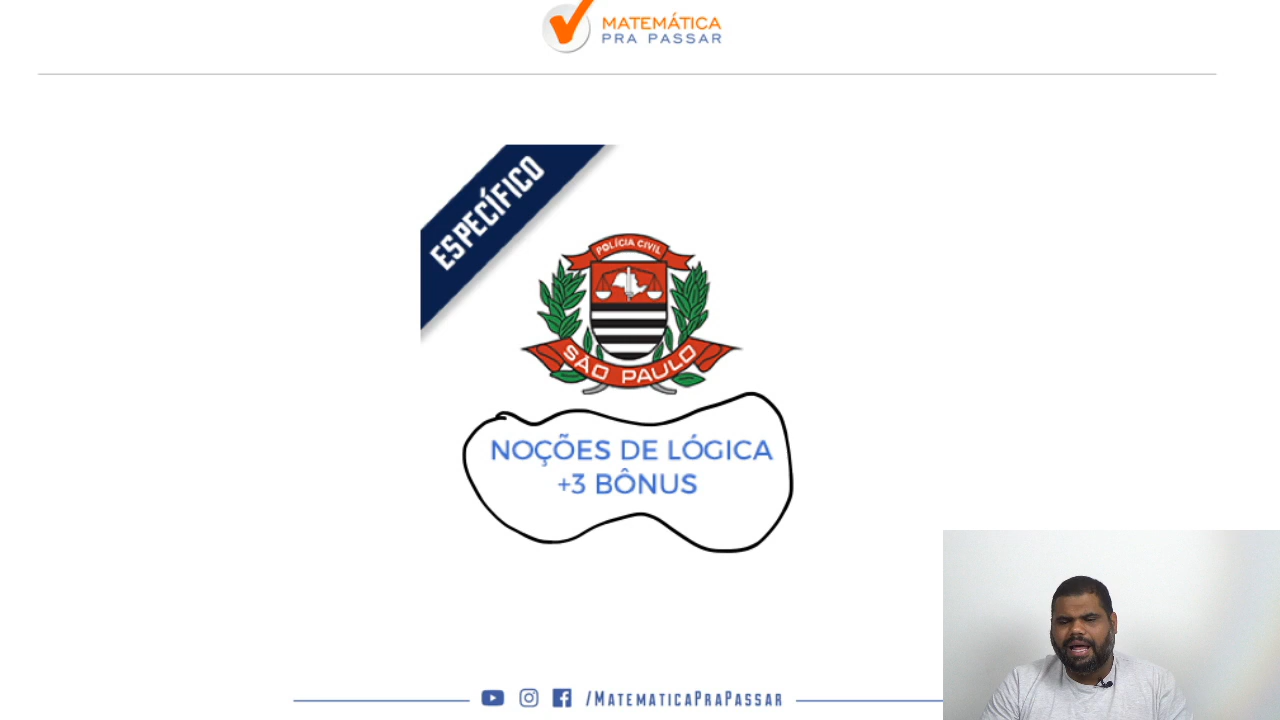 MATEMÁTICA
PRA PASSAR
ESPECÍFICO
POLÍCIA CIVIL
SÃO PAULO
NOÇÕES DE LÓGICA
+3 BÔNUS
/MATEMATICAPRAPASSAR